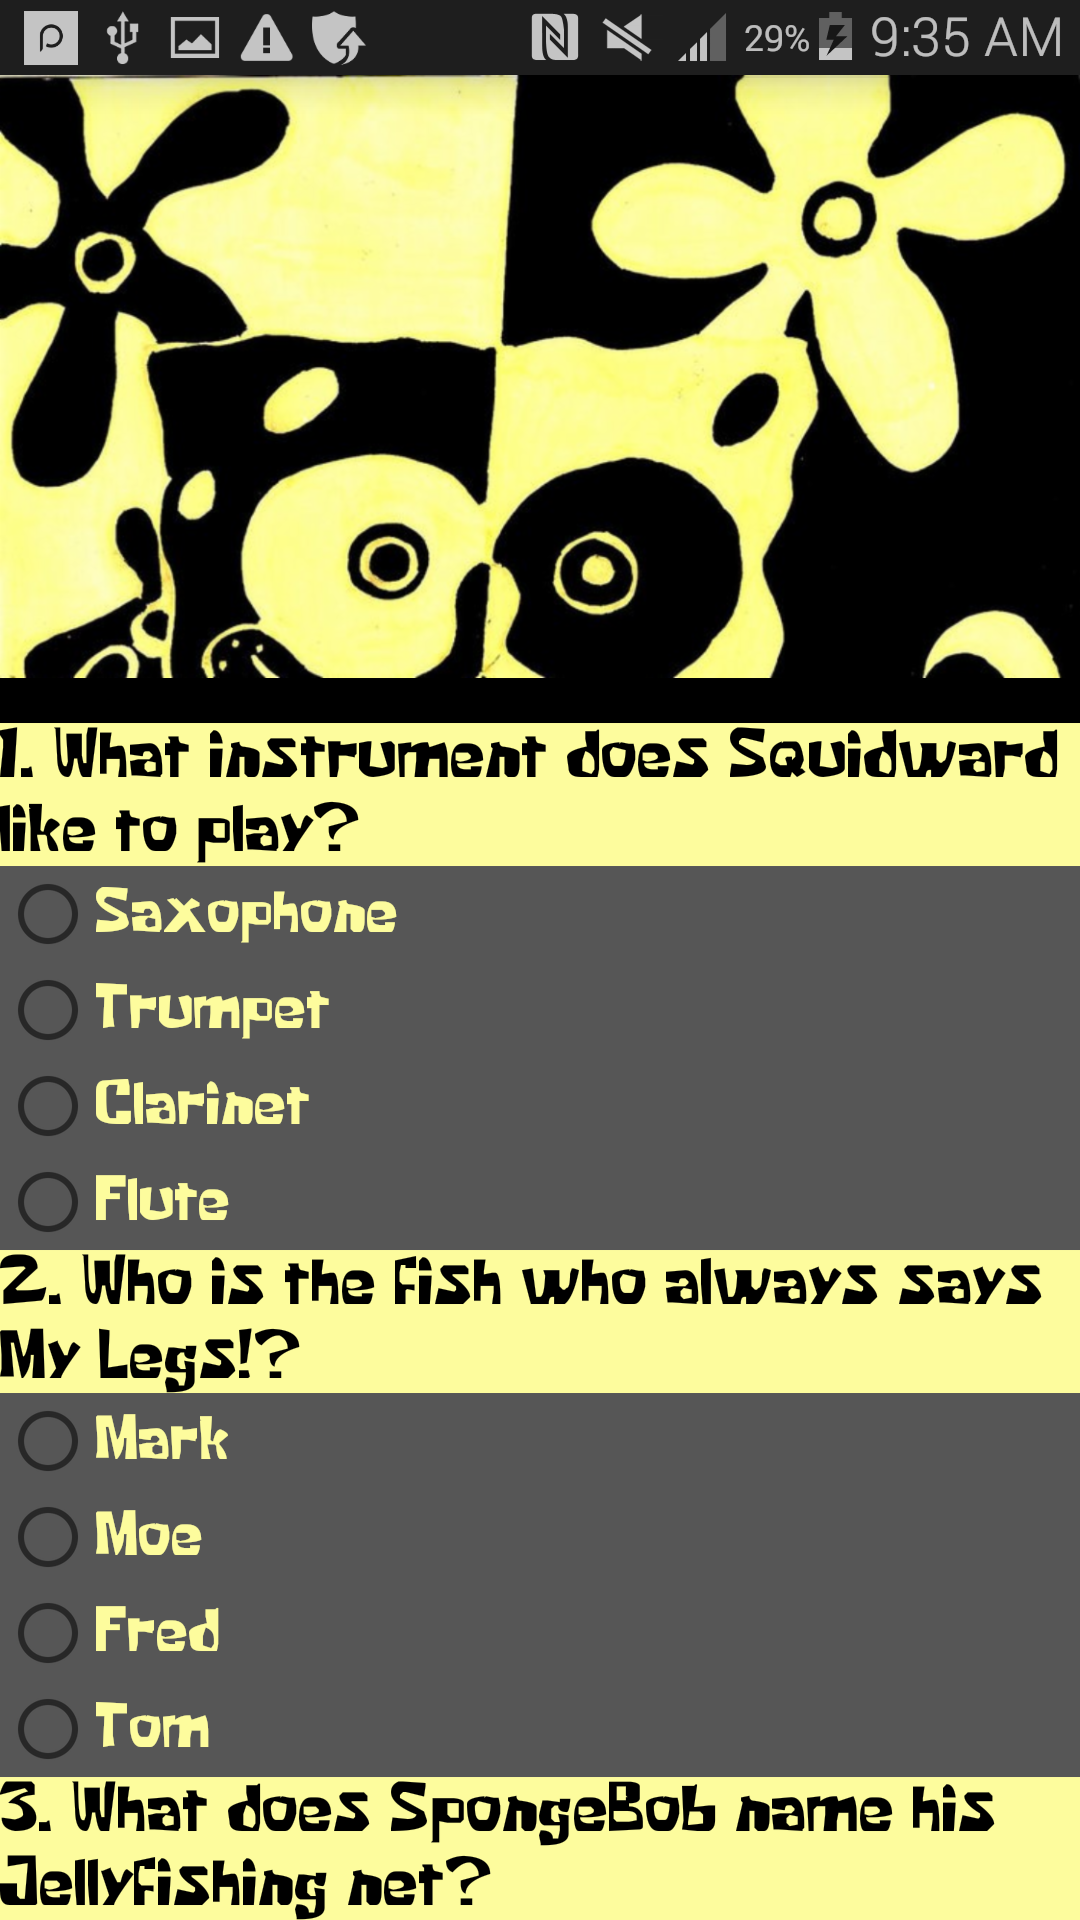 29% 9:35 AM
1. What instrument does Squidward
like to play?
Saxophone
Trumpet
Clarinet
Flute
2. Who is the fish who always says
My Legs!?
Mark
Moe
Fred
Tom
3. What does SpongeBob name his
Jellyfishing net?